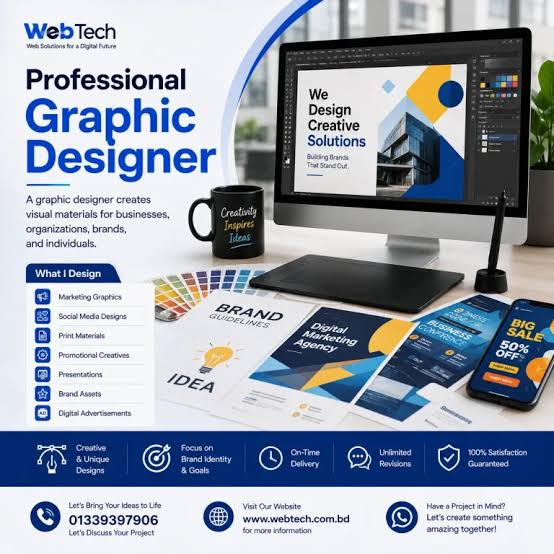 WebTech
Web Solutions for a Digital Future
Professional
Graphic
Designer
A graphic designer creates
visual materials for businesses,
organizations, brands,
and individuals.
What I Design
Marketing Graphics
Social Media Designs
Print Materials
Promotional Creatives
Presentations
Brand Assets
AD
Digital Advertisements
We
Design
Creative
Solutions
Building Brands
That Stand Out.
Creativity
Inspires
Ideas
BRAND
GUIDELINES
IDEA
Digital
Marketing
Agency
BUSINESS
CONFERENCE
BIG
SALE
50%
OFF
Creative
& Unique
Designs
Focus on
Brand Identity
& Goals
On-Time
Delivery
Unlimited
Revisions
100% Satisfaction
Guaranteed
Let's Bring Your Ideas to Life
01339397906
Let's Discuss Your Project
Visit Our Website
www.webtech.com.bd
for more information
Have a Project in Mind?
Let's create something
amazing together!